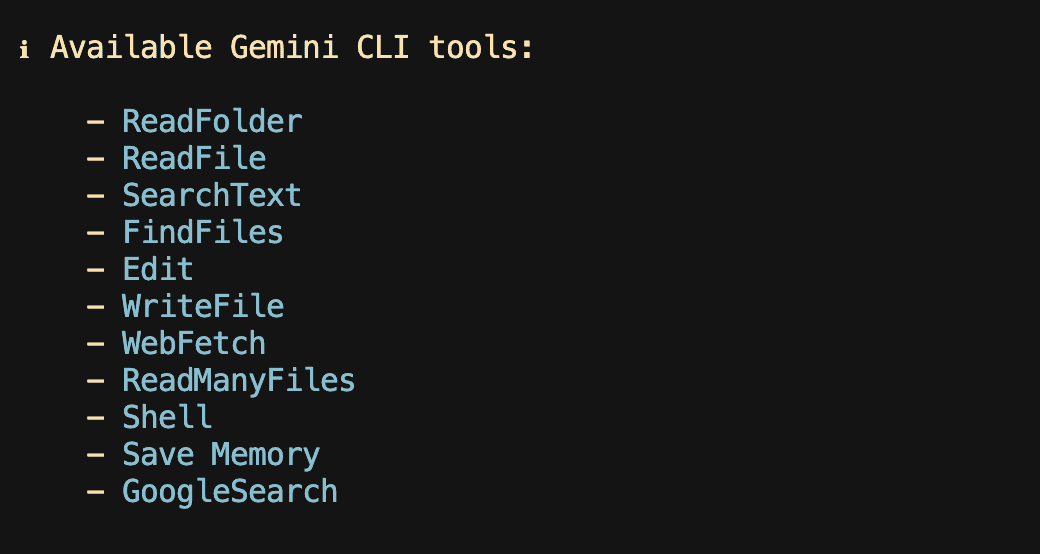 ℹ Available Gemini CLI tools:
- ReadFolder
- ReadFile
- SearchText
- FindFiles
- Edit
- WriteFile
- WebFetch
- ReadManyFiles
- Shell
- Save Memory
- GoogleSearch